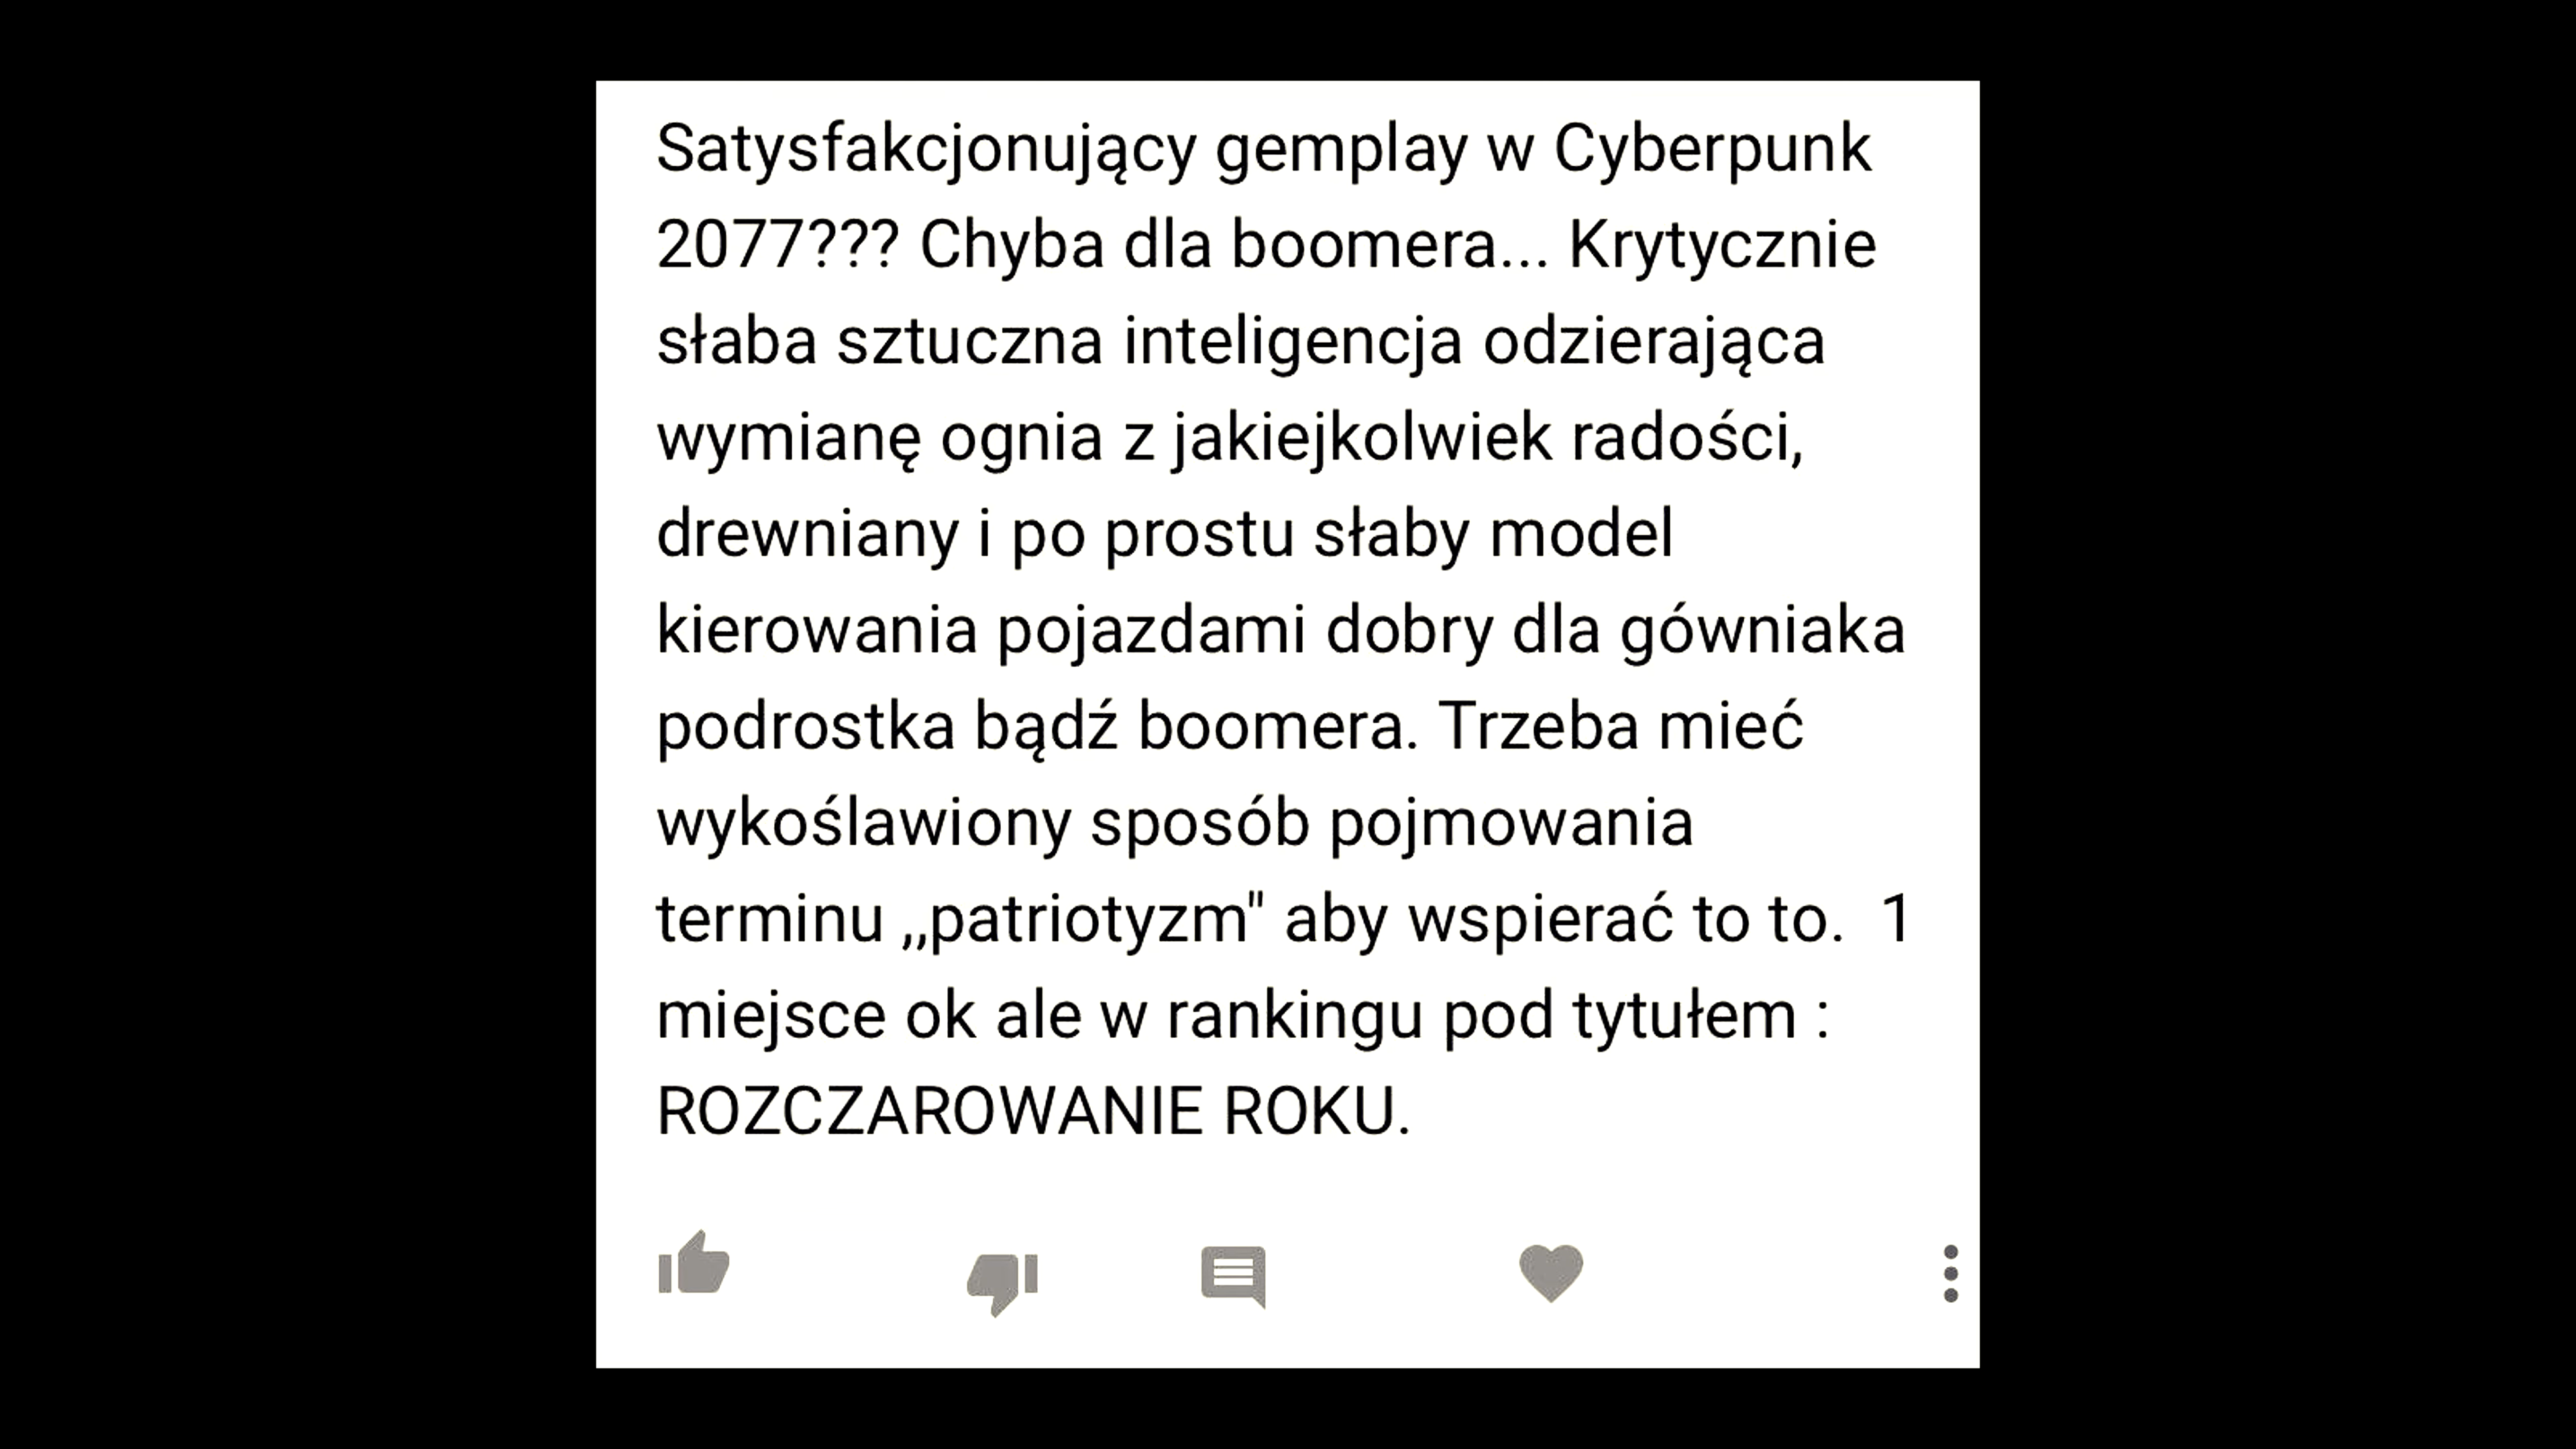 Satysfakcjonujący gemplay w Cyberpunk
2077??? Chyba dla boomera... Krytycznie
słaba sztuczna inteligencja odzierająca
wymianę ognia z jakiejkolwiek radości,
drewniany i po prostu słaby model
kierowania pojazdami dobry dla gówniaka
podrostka bądź boomera. Trzeba mieć
wykoślawiony sposób pojmowania
terminu ,,patriotyzm" aby wspierać to to.  1
miejsce ok ale w rankingu pod tytułem :
ROZCZAROWANIE ROKU.